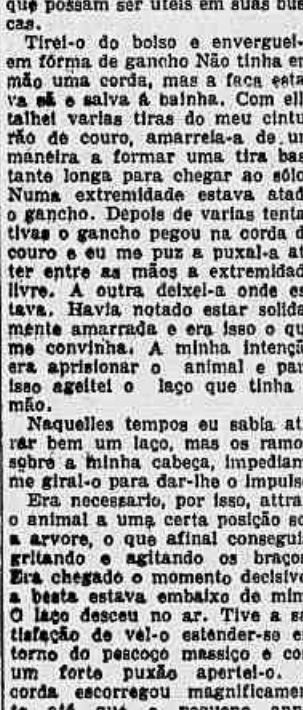 que possam ser uteis em suas bus
cas.
Tirei-o do bolso e enverguei-
em fórma de gancho Não tinha en
mão uma corda, mas a faca esta
va sã e salva á bainha. Com ell
talhei varias tiras do meu cintu
rão de couro, amarrei-a de un
maneira a formar uma tira bas
tante longa para chegar ao sólo
Numa extremidade estava atad
o gancho. Depois de varias tenta
tivas o gancho pegou na corda d
couro e eu me puz a puxal-a at
ter entre as mãos a extremidad
livre. A outra deixei-a onde es
tava. Havia notado estar solida
mente amarrada e era isso o qu
me convinha. A minha intençã
era aprisionar o animal e par
isso ageitei o laço que tinha
mão.
Naquelles tempos eu sabia at
rar bem um laço, mas os ramo
sobre a minha cabeça, impedian
me giral-o para dar-lhe o impuls
Era necessario, por isso, attra
o animal a uma certa posição so
a arvore, o que afinal consegui
gritando e agitando os braço
Era chegado o momento decisiv
a besta estava embaixo de min
O laço desceu no ar. Tive a sa
tisfação de vel-o estender-se e
torno do pescoço massiço e co
um forte puxão apertei-o.
corda escorregou magnificame